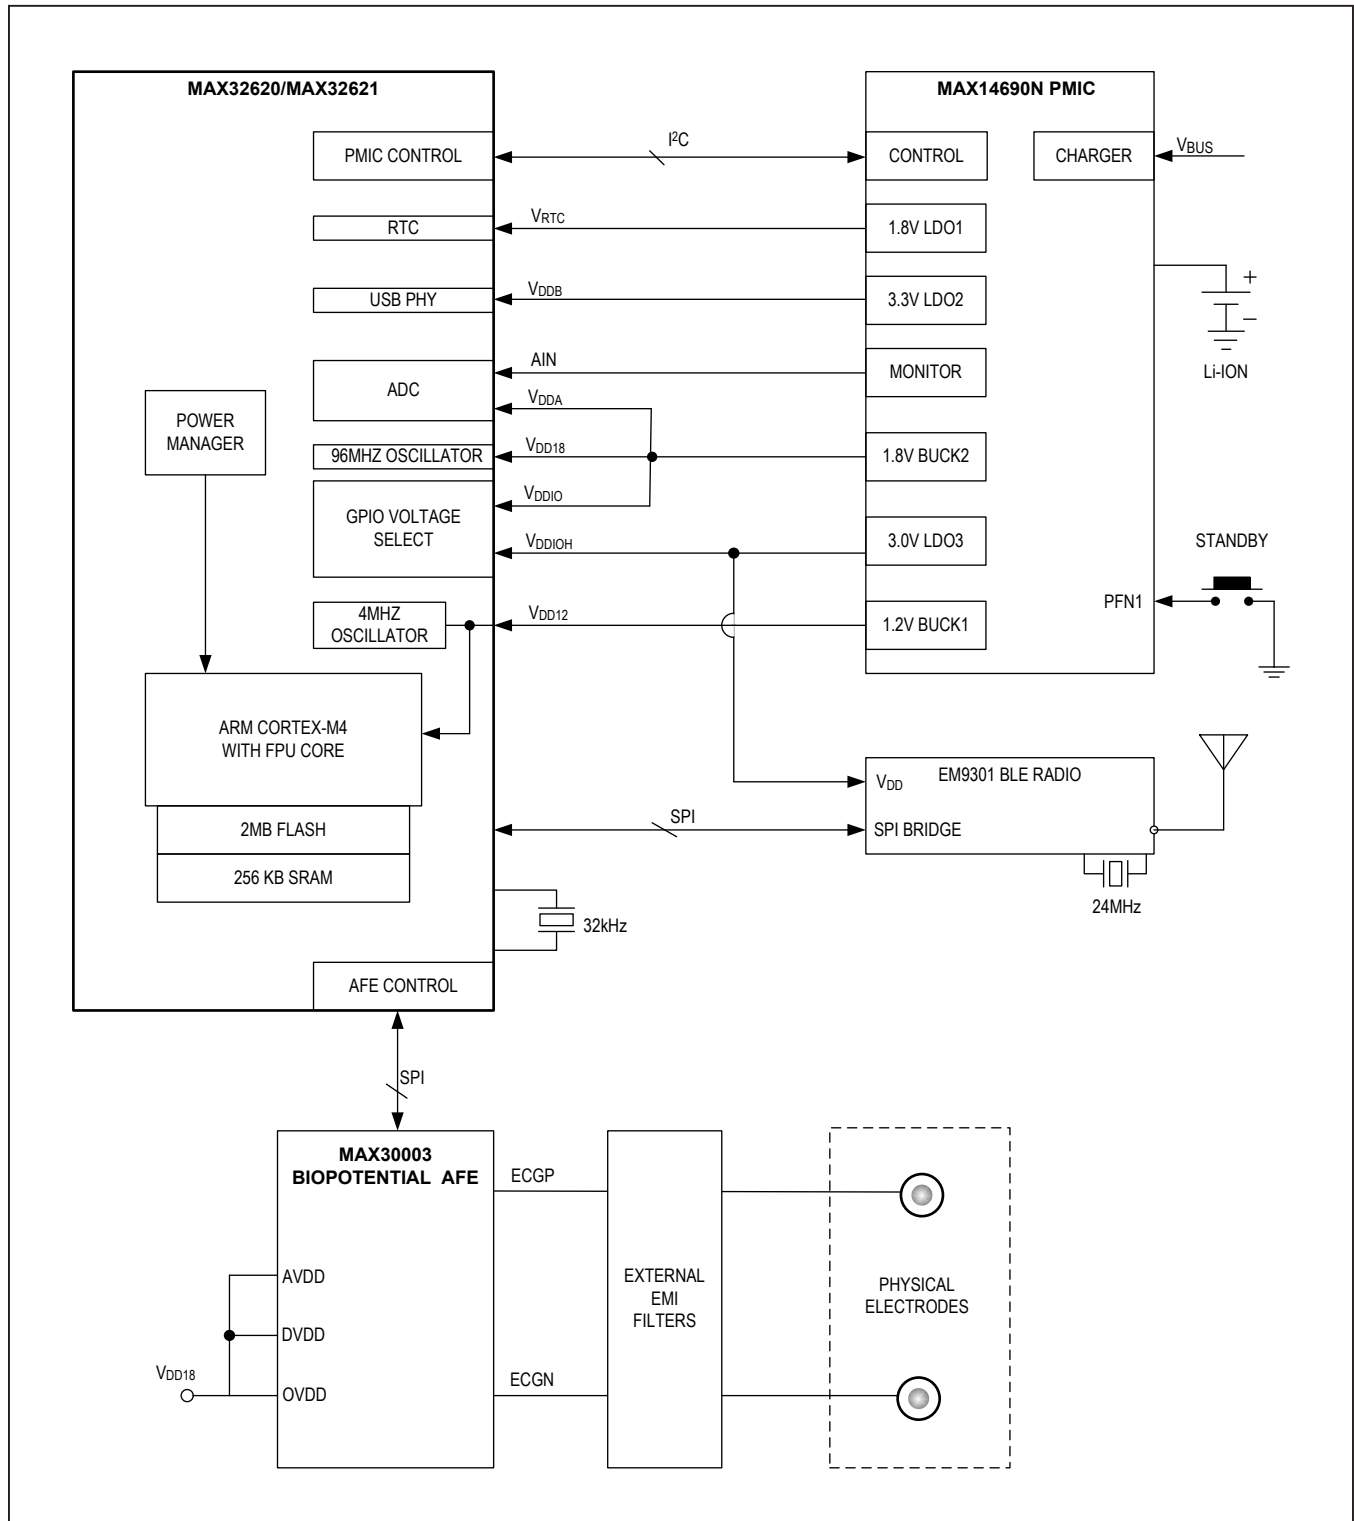 MAX32620/MAX32621
MAX14690N PMIC
PMIC CONTROL
I²C
CONTROL
CHARGER
VBUS
RTC
VRTC
1.8V LDO1
USB PHY
VDDB
3.3V LDO2
+
−
Li-ION
ADC
AIN
MONITOR
VDDA
POWER
MANAGER
96MHZ OSCILLATOR
VDD18
1.8V BUCK2
GPIO VOLTAGE
SELECT
VDDIO
VDDIOH
3.0V LDO3
STANDBY
PFN1
4MHZ
OSCILLATOR
VDD12
1.2V BUCK1
ARM CORTEX-M4
WITH FPU CORE
2MB FLASH
256 KB SRAM
EM9301 BLE RADIO
VDD
SPI
SPI BRIDGE
24MHz
32kHz
AFE CONTROL
SPI
MAX30003
BIOPOTENTIAL AFE
ECGP
AVDD
DVDD
VDD18
OVDD
ECGN
EXTERNAL
EMI
FILTERS
PHYSICAL
ELECTRODES